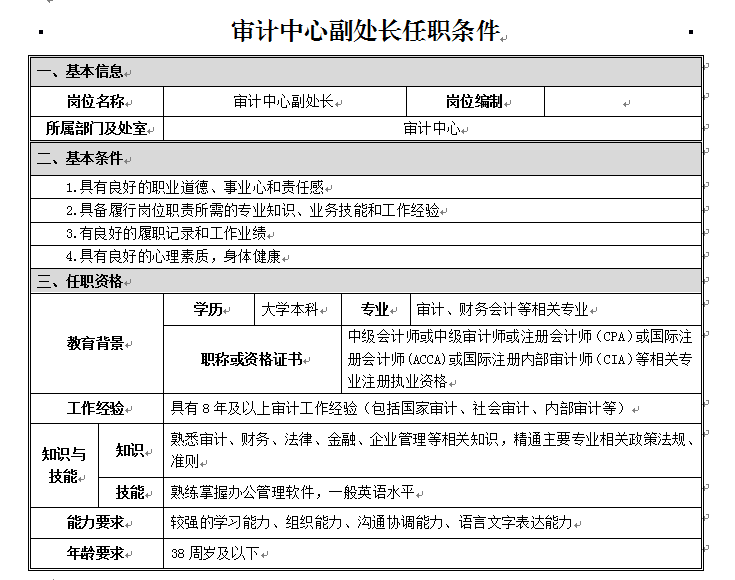 审计中心副处长任职条件
一、基本信息
岗位名称 审计中心副处长 岗位编制
所属部门及处室 审计中心
二、基本条件
1.具有良好的职业道德、事业心和责任感
2.具备履行岗位职责所需的专业知识、业务技能和工作经验
3.有良好的履职记录和工作业绩
4.具有良好的心理素质，身体健康
三、任职资格
教育背景 学历 大学本科 专业 审计、财务会计等相关专业
职称或资格证书
中级会计师或中级审计师或注册会计师(CPA)或国际注
册会计师(ACCA)或国际注册内部审计师(CIA)等相关专
业注册执业资格
工作经验 具有8年及以上审计工作经验（包括国家审计、社会审计、内部审计等）
知识与
技能
知识
熟悉审计、财务、法律、金融、企业管理等相关知识，精通主要专业相关政策法规、
准则
技能 熟练掌握办公管理软件，一般英语水平
能力要求 较强的学习能力、组织能力、沟通协调能力、语言文字表达能力
年龄要求 38周岁及以下